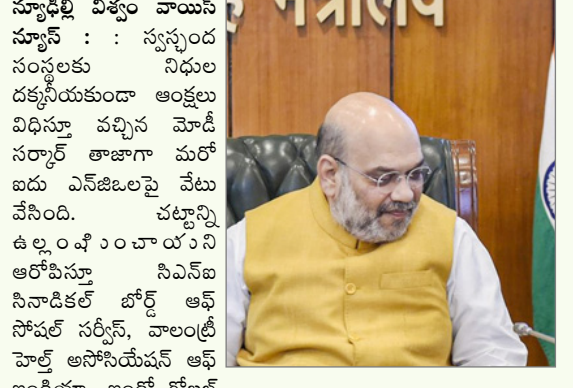 न्यూఢిల్లీ విశ్వం వాయిస్
న్యూస్ : : స్వచ్ఛంద
సంస్థలకు నిధుల
దక్కనీయకుండా ఆంక్షలు
విధిస్తూ వచ్చిన మోడీ
సర్కార్ తాజాగా మరో
ఐదు ఎన్‌జిఒలపై వేటు
వేసింది. చట్టాన్ని
ఉల్లంఘించాయని
ఆరోపిస్తూ సిఎన్ఐ
సినాడికల్ బోర్డ్ ఆఫ్
సోషల్ సర్వీస్, వాలంట్రీ
హెల్త్ అసోసియేషన్ ఆఫ్
मंत्रालय